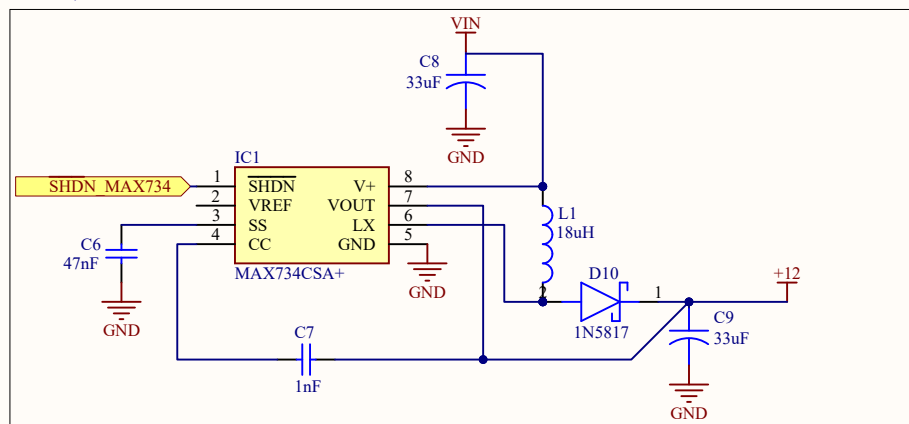 VIN
C8
33uF
GND
IC1
SHDN_MAX734
1
SHDN
V+
8
2
VREF
VOUT
7
3
SS
LX
6
4
CC
GND
5
MAX734CSA+
C6
47nF
GND
GND
L1
18uH
2
D10
1
1N5817
+12
C9
33uF
GND
C7
1nF